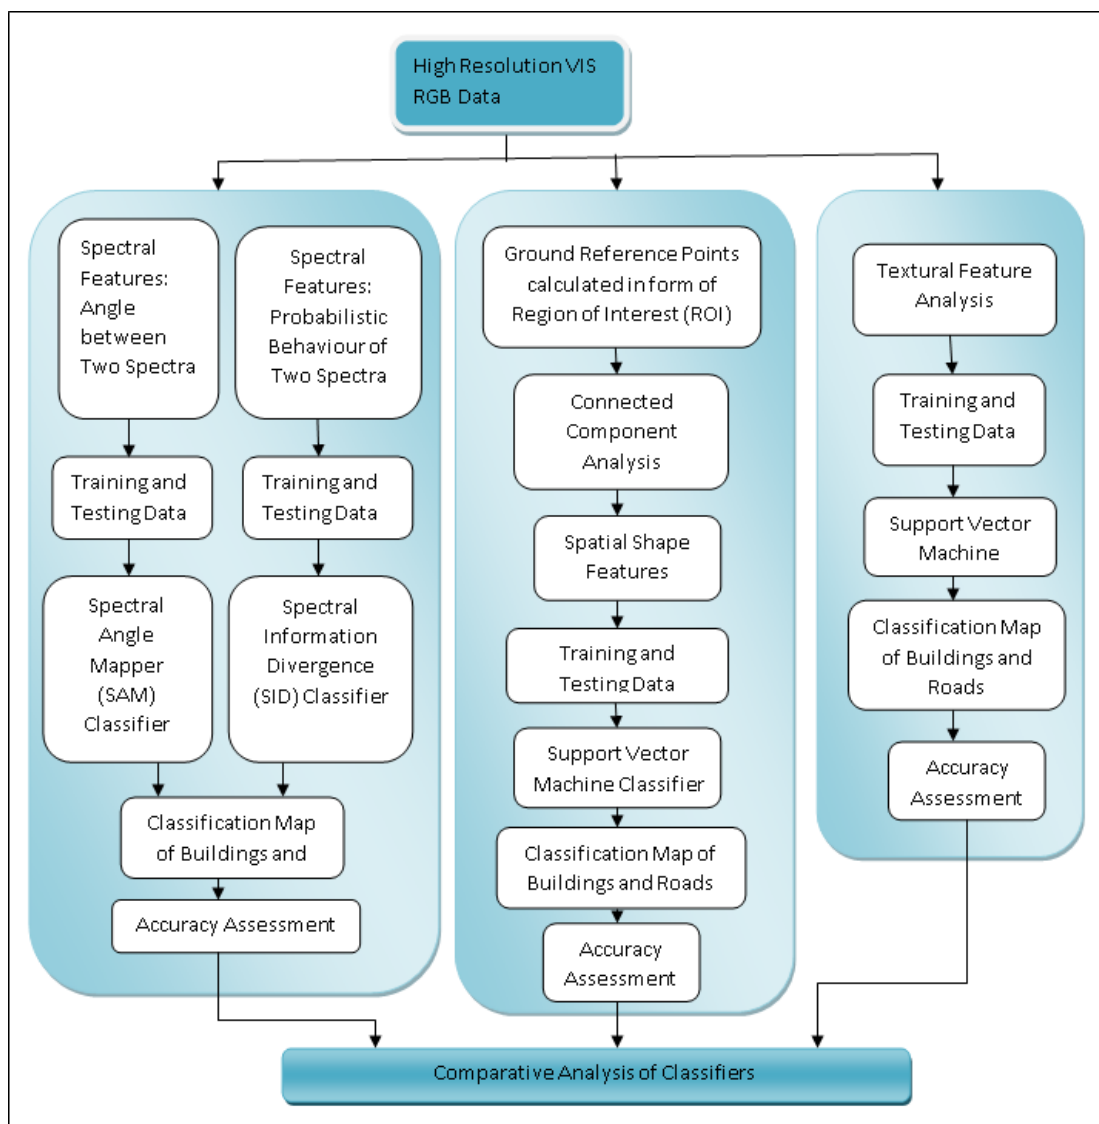 High Resolution VIS
RGB Data
Spectral
Features:
Angle
between
Two Spectra
Training and
Testing Data
Spectral
Angle
Mapper
(SAM)
Classifier
Spectral
Features:
Probabilistic
Behaviour of
Two Spectra
Training and
Testing Data
Spectral
Information
Divergence
(SID) Classifier
Classification Map
of Buildings and
Accuracy Assessment
Ground Reference Points
calculated in form of
Region of Interest (ROI)
Connected
Component
Analysis
Spatial Shape
Features
Training and
Testing Data
Support Vector
Machine Classifier
Classification Map of
Buildings and Roads
Accuracy
Assessment
Textural Feature
Analysis
Training and
Testing Data
Support Vector
Machine
Classification Map
of Buildings and
Roads
Accuracy
Assessment
Comparative Analysis of Classifiers